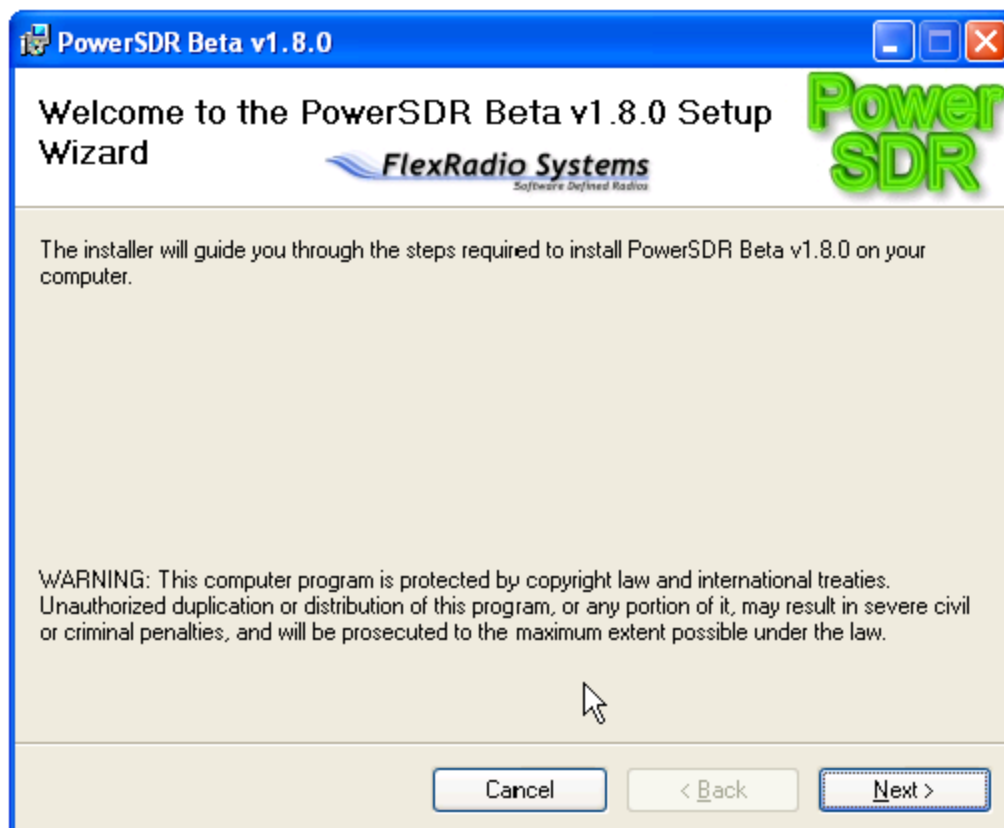 PowerSDR Beta v1.8.0
Welcome to the PowerSDR Beta v1.8.0 Setup
Wizard
FlexRadio Systems
Software Defined Radios
Power
SDR
The installer will guide you through the steps required to install PowerSDR Beta v1.8.0 on your
computer.
WARNING: This computer program is protected by copyright law and international treaties.
Unauthorized duplication or distribution of this program, or any portion of it, may result in severe civil
or criminal penalties, and will be prosecuted to the maximum extent possible under the law.
Cancel
< Back
Next >